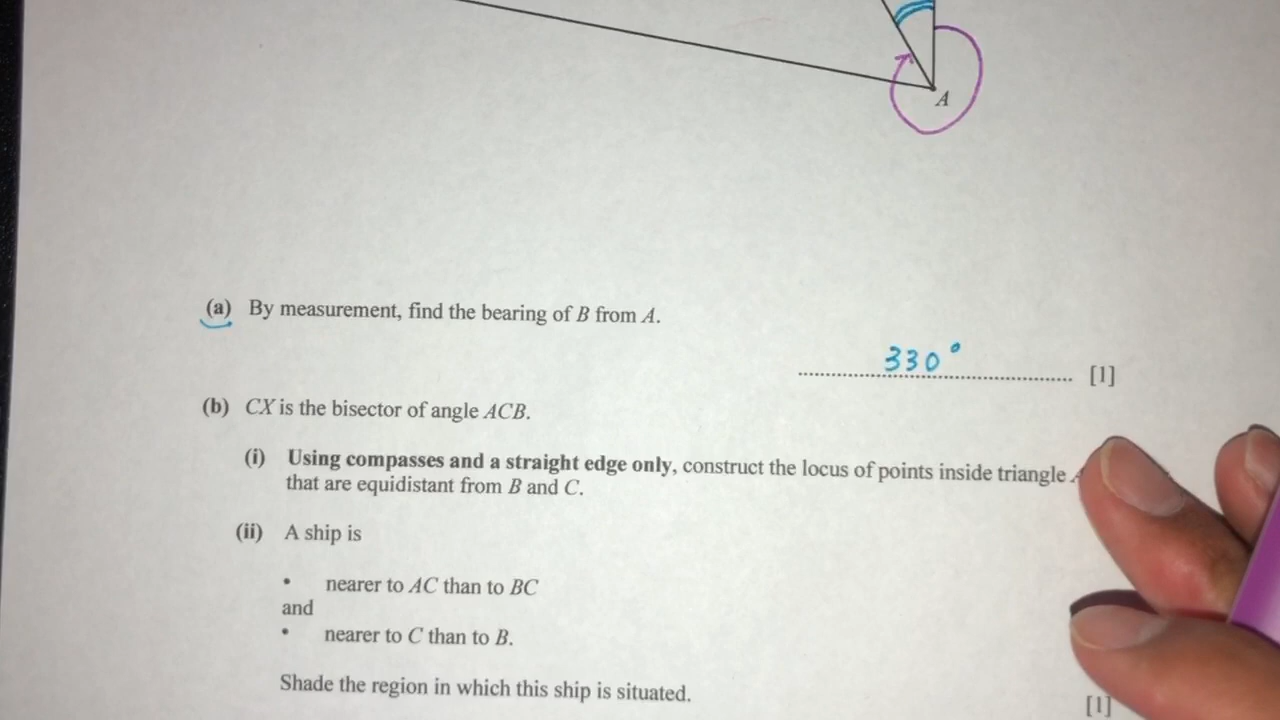 A
(a) By measurement, find the bearing of B from A.
330° [1]
(b) CX is the bisector of angle ACB.
(i) Using compasses and a straight edge only, construct the locus of points inside triangle
that are equidistant from B and C.
(ii) A ship is
• nearer to AC than to BC
and
• nearer to C than to B.
Shade the region in which this ship is situated.
[1]